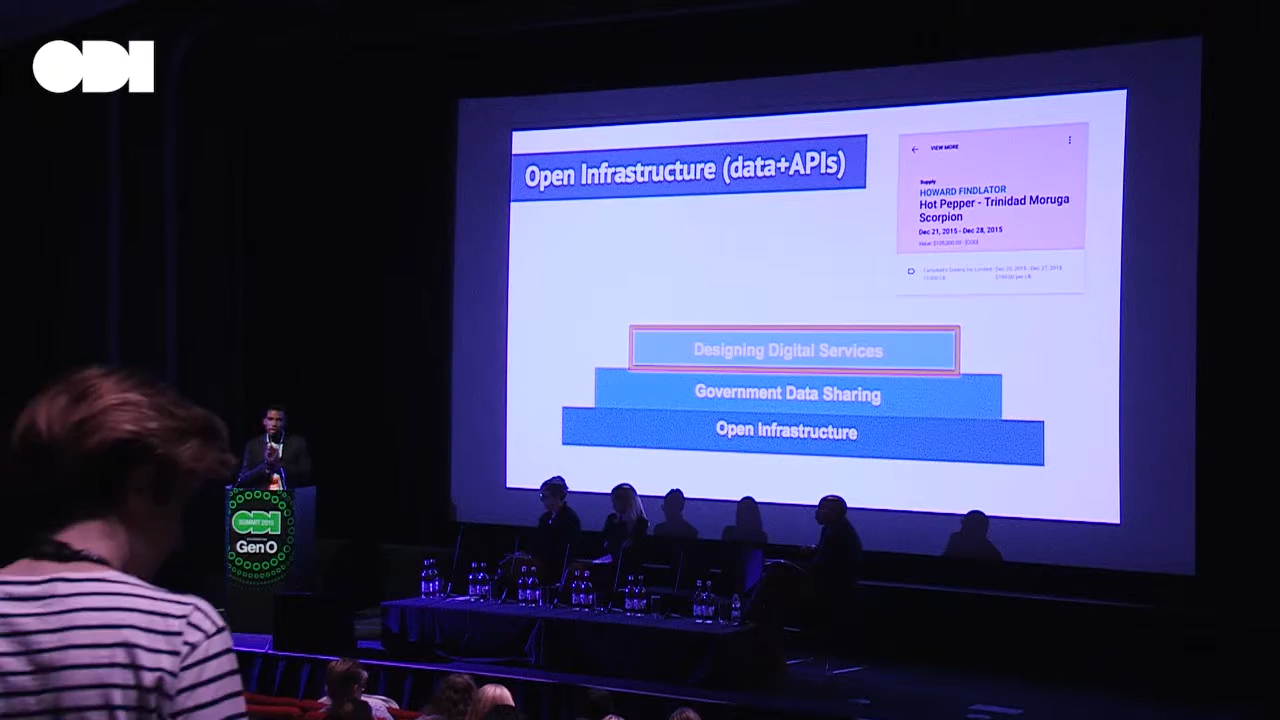 ODI
Open Infrastructure (data+APIs)
VIEW MORE
Supply
HOWARD FINDLATOR
Hot Pepper - Trinidad Moruga
Scorpion
Dec 21, 2015 - Dec 28, 2015
Designing Digital Services
Government Data Sharing
Open Infrastructure
ODI
SUMMIT 2015
Gen O